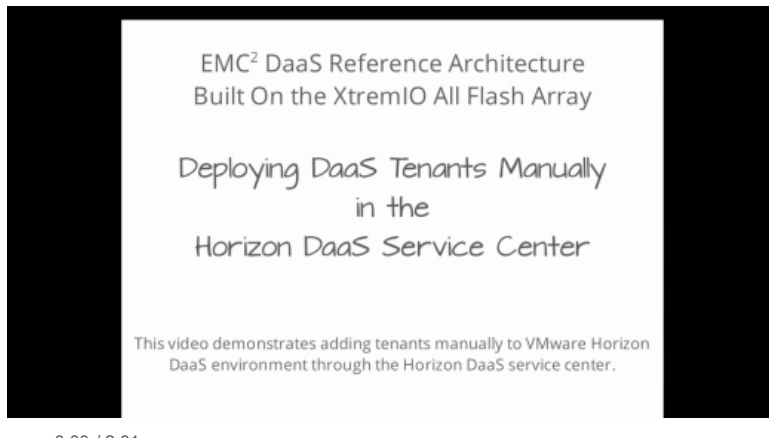 EMC² DaaS Reference Architecture
Built On the XtremIO All Flash Array
Deploying DaaS Tenants Manually
in the
Horizon DaaS Service Center
This video demonstrates adding tenants manually to VMware Horizon
DaaS environment through the Horizon DaaS service center.